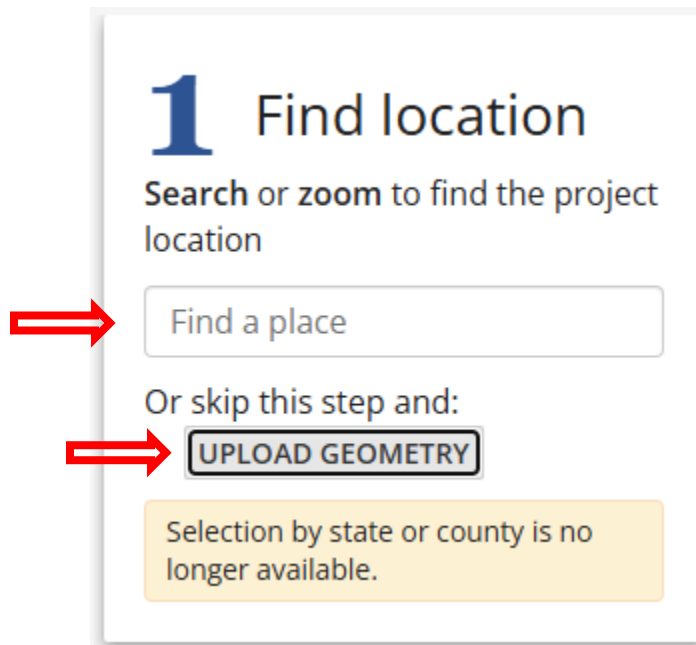 1 Find location
Search or zoom to find the project
location
Find a place
Or skip this step and:
UPLOAD GEOMETRY
Selection by state or county is no
longer available.